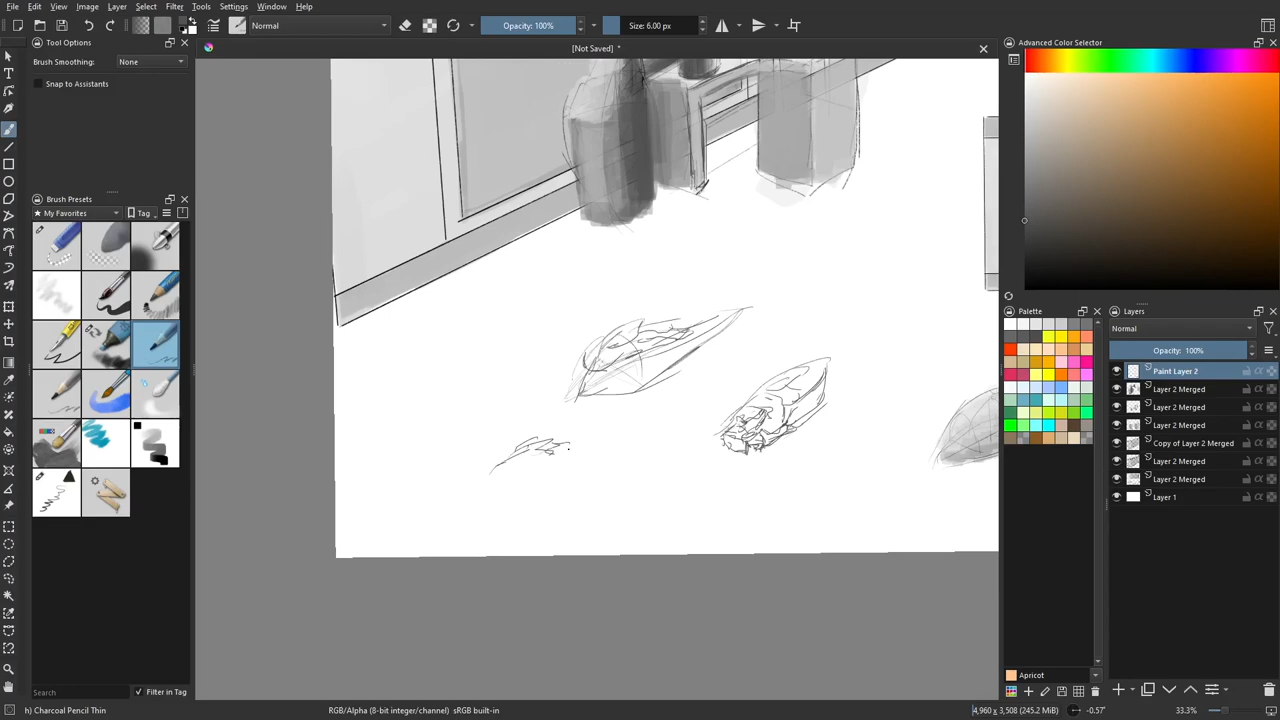 File Edit View Image Layer Select Filter Tools Settings Window Help
Normal
Opacity: 100%
Size: 6.00 px
Tool Options
[Not Saved] *
Advanced Color Selector
Brush Smoothing: None
Snap to Assistants
Brush Presets
My Favorites
Tag
Palette
Layers
Normal
Opacity: 100%
Paint Layer 2
Layer 2 Merged
Layer 2 Merged
Layer 2 Merged
Copy of Layer 2 Merged
Layer 2 Merged
Layer 2 Merged
Layer 1
Apricot
Search
Filter in Tag
h) Charcoal Pencil Thin
RGB/Alpha (8-bit integer/channel) sRGB built-in
4,960 x 3,508 (245.2 MiB)
-0.57°
33.3%